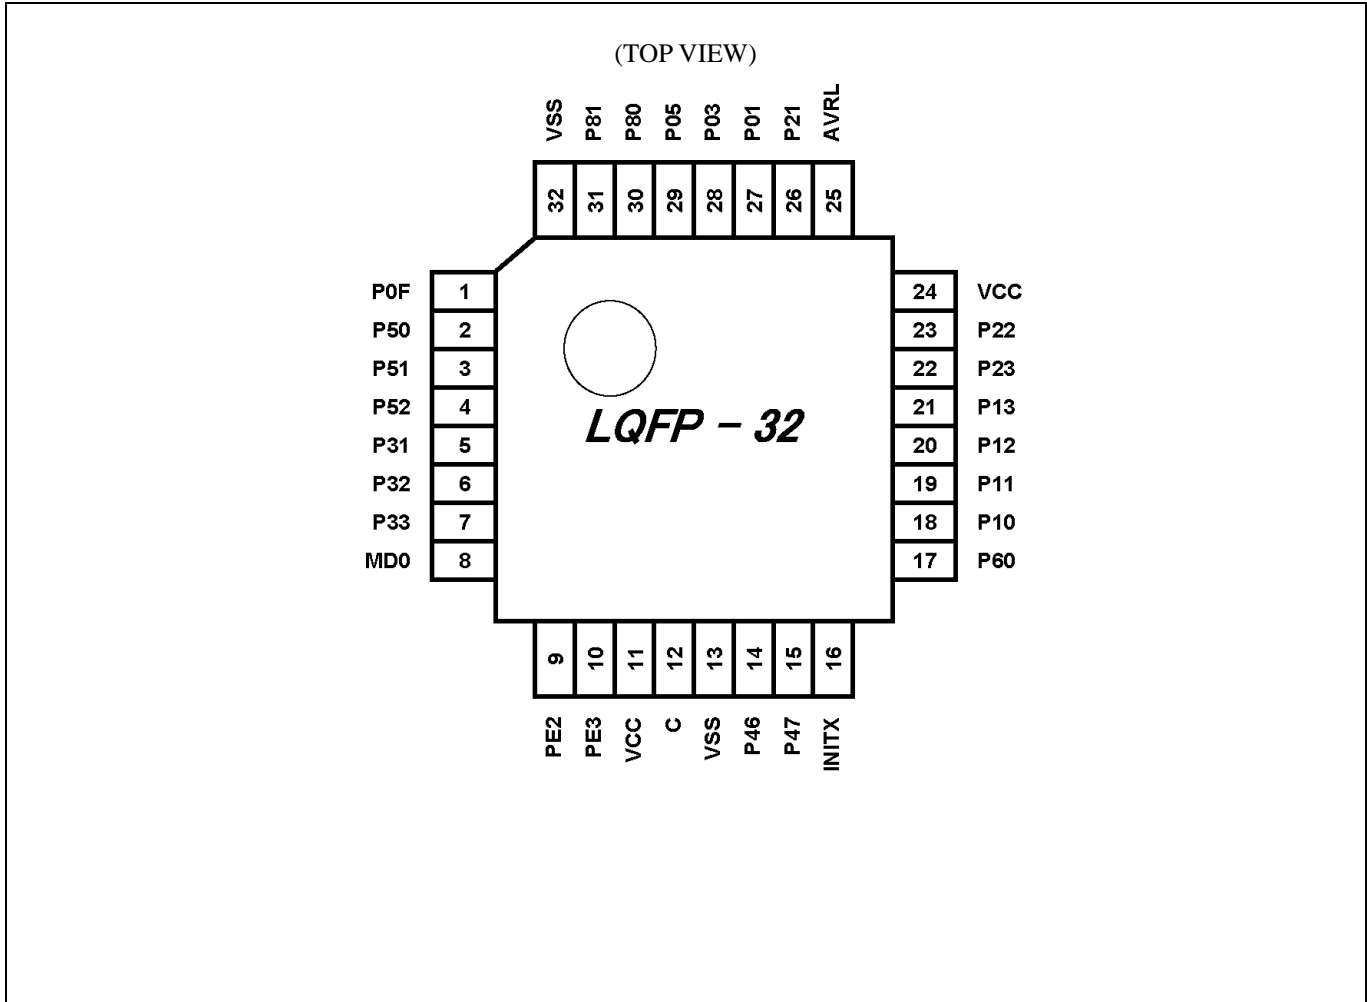 (TOP VIEW)
VSS P81 P80 P05 P03 P01 P21 AVRL
32 31 30 29 28 27 26 25
P0F 1 24 VCC
P50 2 23 P22
P51 3 22 P23
P52 4 21 P13
LQFP - 32
P31 5 20 P12
P32 6 19 P11
P33 7 18 P10
MD0 8 17 P60
9 10 11 12 13 14 15 16
PE2 PE3 VCC C VSS P46 P47 INITX